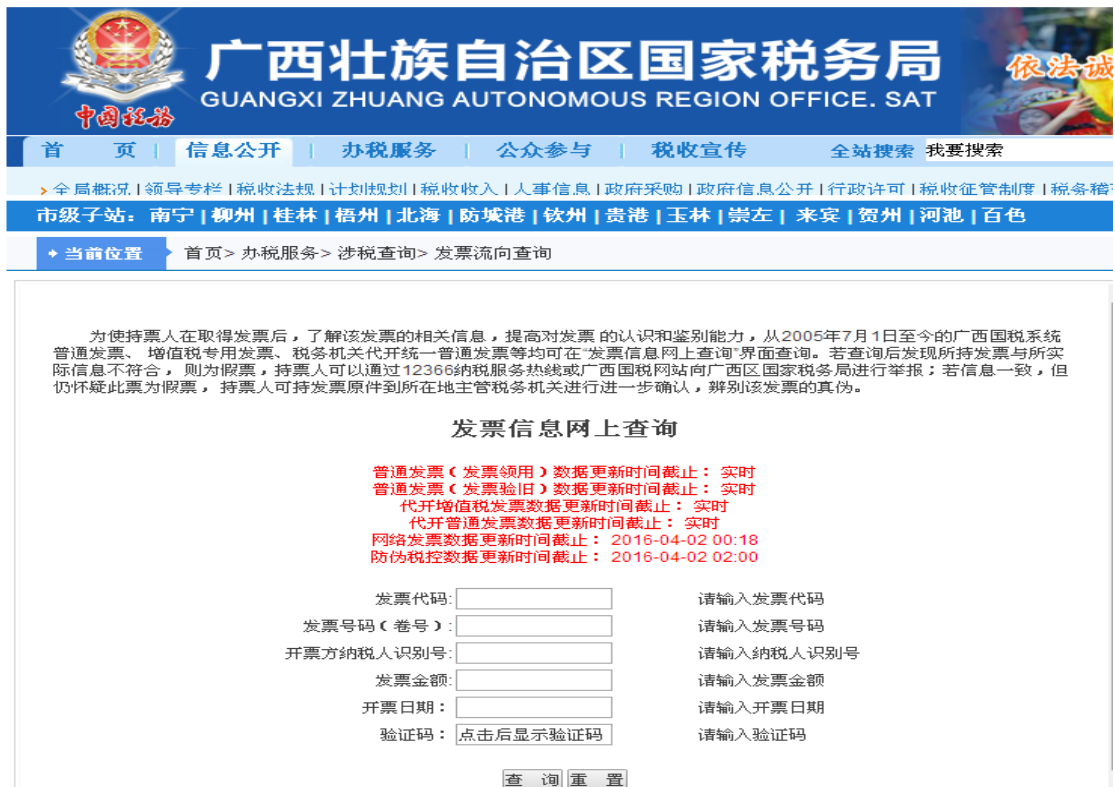 广西壮族自治区国家税务局
GUANGXI ZHUANG AUTONOMOUS REGION OFFICE. SAT
中国税务
依法诚
首 页 | 信息公开 | 办税服务 | 公众参与 | 税收宣传 全站搜索 我要搜索
> 全局概况 | 领导专栏 | 税收法规 | 计划规划 | 税收收入 | 人事信息 | 政府采购 | 政府信息公开 | 行政许可 | 税收征管制度 | 税务稽
市级子站：南宁 | 柳州 | 桂林 | 梧州 | 北海 | 防城港 | 钦州 | 贵港 | 玉林 | 崇左 | 来宾 | 贺州 | 河池 | 百色
当前位置 首页> 办税服务> 涉税查询> 发票流向查询
为使持票人在取得发票后，了解该发票的相关信息，提高对发票 的认识和鉴别能力，从2005年7月1日至今的广西国税系统
普通发票、 增值税专用发票、税务机关代开统一普通发票等均可在“发票信息网上查询”界面查询。若查询后发现所持发票与所实
际信息不符合， 则为假票，持票人可以通过12366纳税服务热线或广西国税网站向广西区国家税务局进行举报；若信息一致，但
仍怀疑此票为假票， 持票人可持发票原件到所在地主管税务机关进行进一步确认，辨别该发票的真伪。
发票信息网上查询
普通发票（发票领用）数据更新时间截止： 实时
普通发票（发票验旧）数据更新时间截止： 实时
代开增值税发票数据更新时间截止： 实时
代开普通发票数据更新时间截止： 实时
网络发票数据更新时间截止： 2016-04-02 00:18
防伪税控数据更新时间截止： 2016-04-02 02:00
发票代码: 请输入发票代码
发票号码（卷号）: 请输入发票号码
开票方纳税人识别号: 请输入纳税人识别号
发票金额: 请输入发票金额
开票日期： 请输入开票日期
验证码： 点击后显示验证码 请输入验证码
查 询 重 置